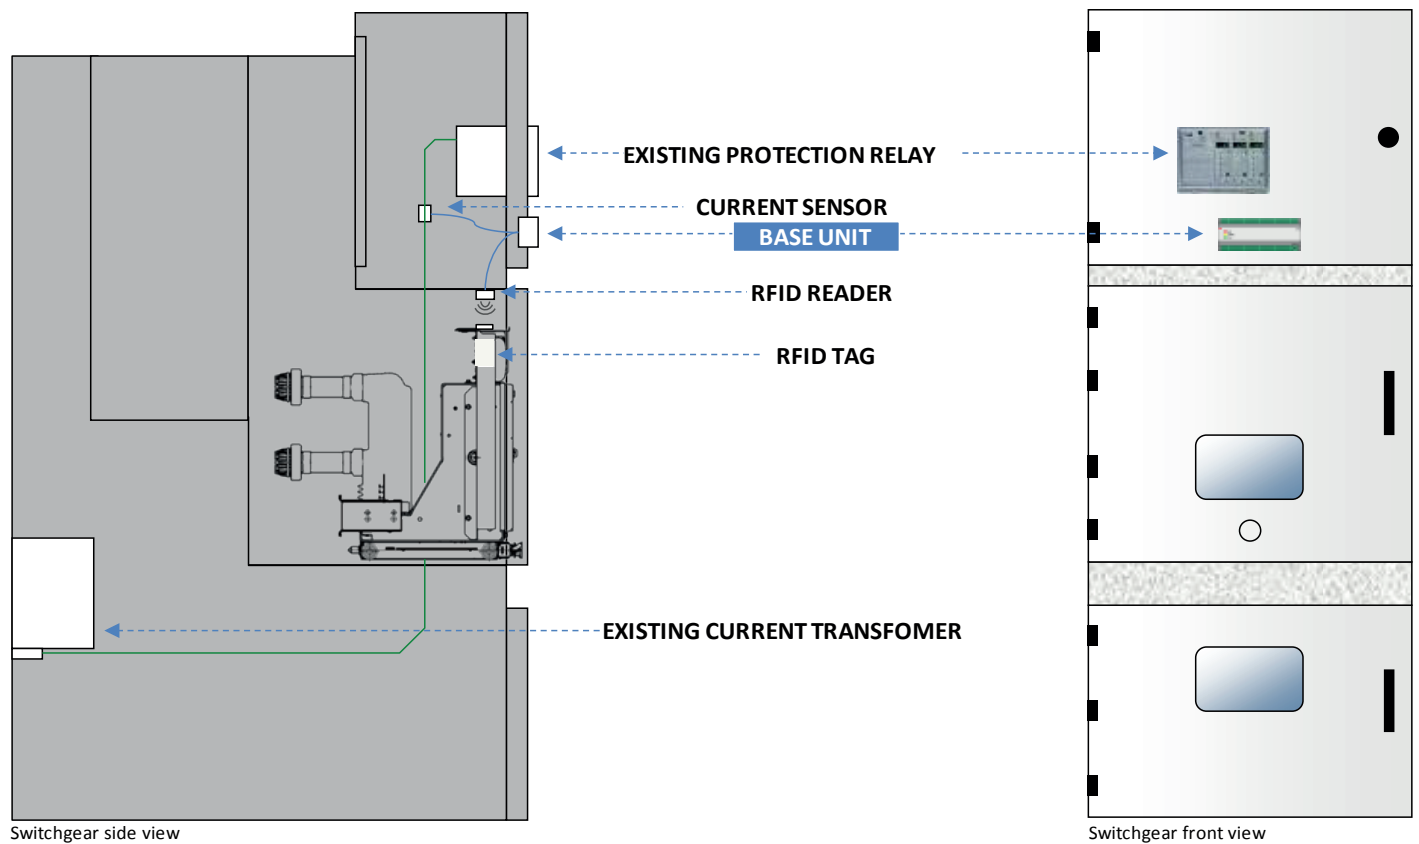 EXISTING PROTECTION RELAY
CURRENT SENSOR
BASE UNIT
RFID READER
RFID TAG
EXISTING CURRENT TRANSFOMER
Switchgear side view
Switchgear front view